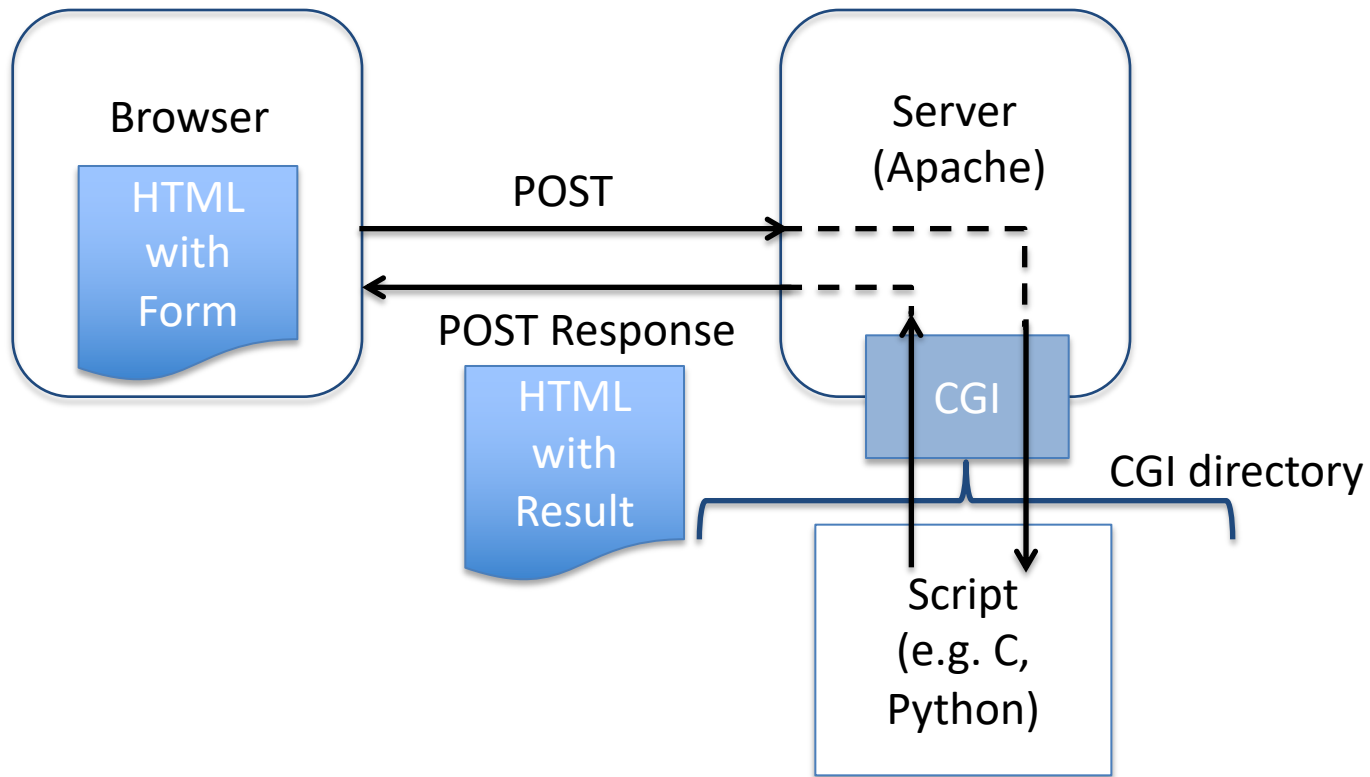 Browser
HTML
with
Form
POST
POST Response
HTML
with
Result
Server
(Apache)
CGI
CGI directory
Script
(e.g. C,
Python)